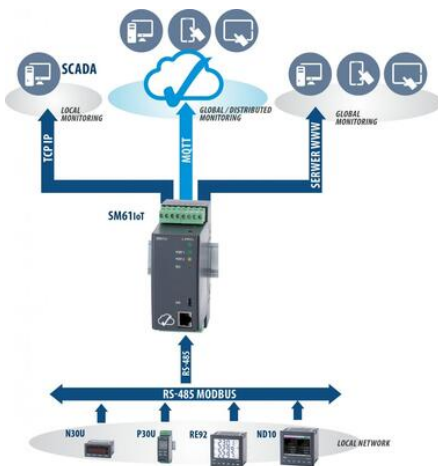 SCADA
LOCAL
MONITORING
GLOBAL / DISTRIBUTED
MONITORING
GLOBAL
MONITORING
TCP IP
MQTT
SERWER WWW
SM61IoT
RS-485
RS-485 MODBUS
N30U
P30U
RE92
ND10
LOCAL NETWORK